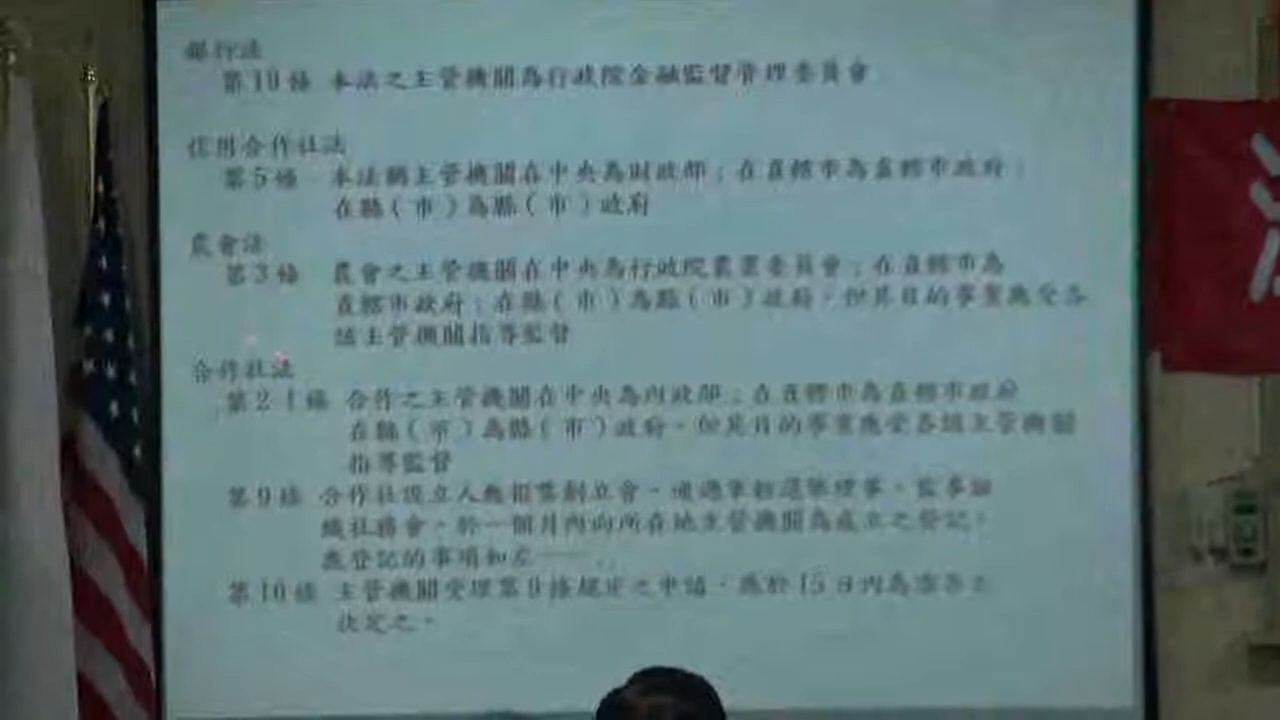 銀行法
第10條 本法之主管機關為行政院金融監督管理委員會
信用合作社法
第5條 本法稱主管機關在中央為財政部；在直轄市為直轄市政府；
在縣（市）為縣（市）政府
農會法
第3條 農會之主管機關在中央為行政院農業委員會；在直轄市為
直轄市政府；在縣（市）為縣（市）政府。但其目的事業應受各
該主管機關指導監督
合作社法
第2-1條 合作之主管機關在中央為內政部；在直轄市為直轄市政府
在縣（市）為縣（市）政府。但其目的事業應受各該主管機關
指導監督
第9條 合作社設立人應召集創立會，通過章程選舉理事、監事組
織社務會，於一個月內向所在地主管機關為成立之登記。
應登記的事項如左……
第10條 主管機關受理第9條規定之申請，應於15日內為准否之
決定之。